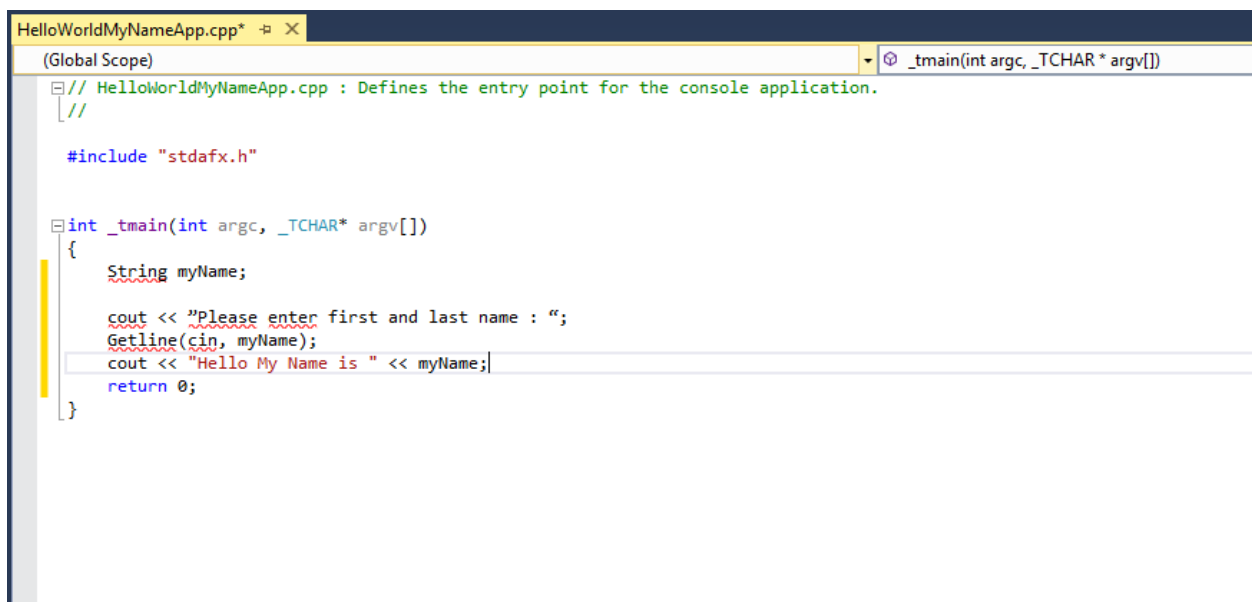 HelloWorldMyNameApp.cpp*
(Global Scope) _tmain(int argc, _TCHAR * argv[])
// HelloWorldMyNameApp.cpp : Defines the entry point for the console application.
//
#include "stdafx.h"
int _tmain(int argc, _TCHAR* argv[])
{
String myName;
cout << ”Please enter first and last name : “;
Getline(cin, myName);
cout << "Hello My Name is " << myName;
return 0;
}